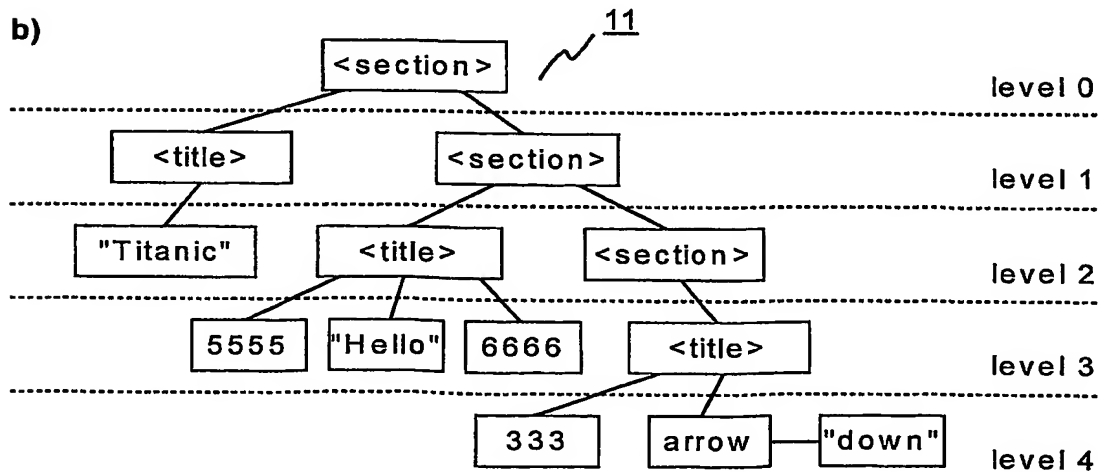 b)
11
<section>
level 0
<title> <section>
level 1
"Titanic" <title> <section>
level 2
5555 "Hello" 6666 <title>
level 3
333 arrow "down"
level 4